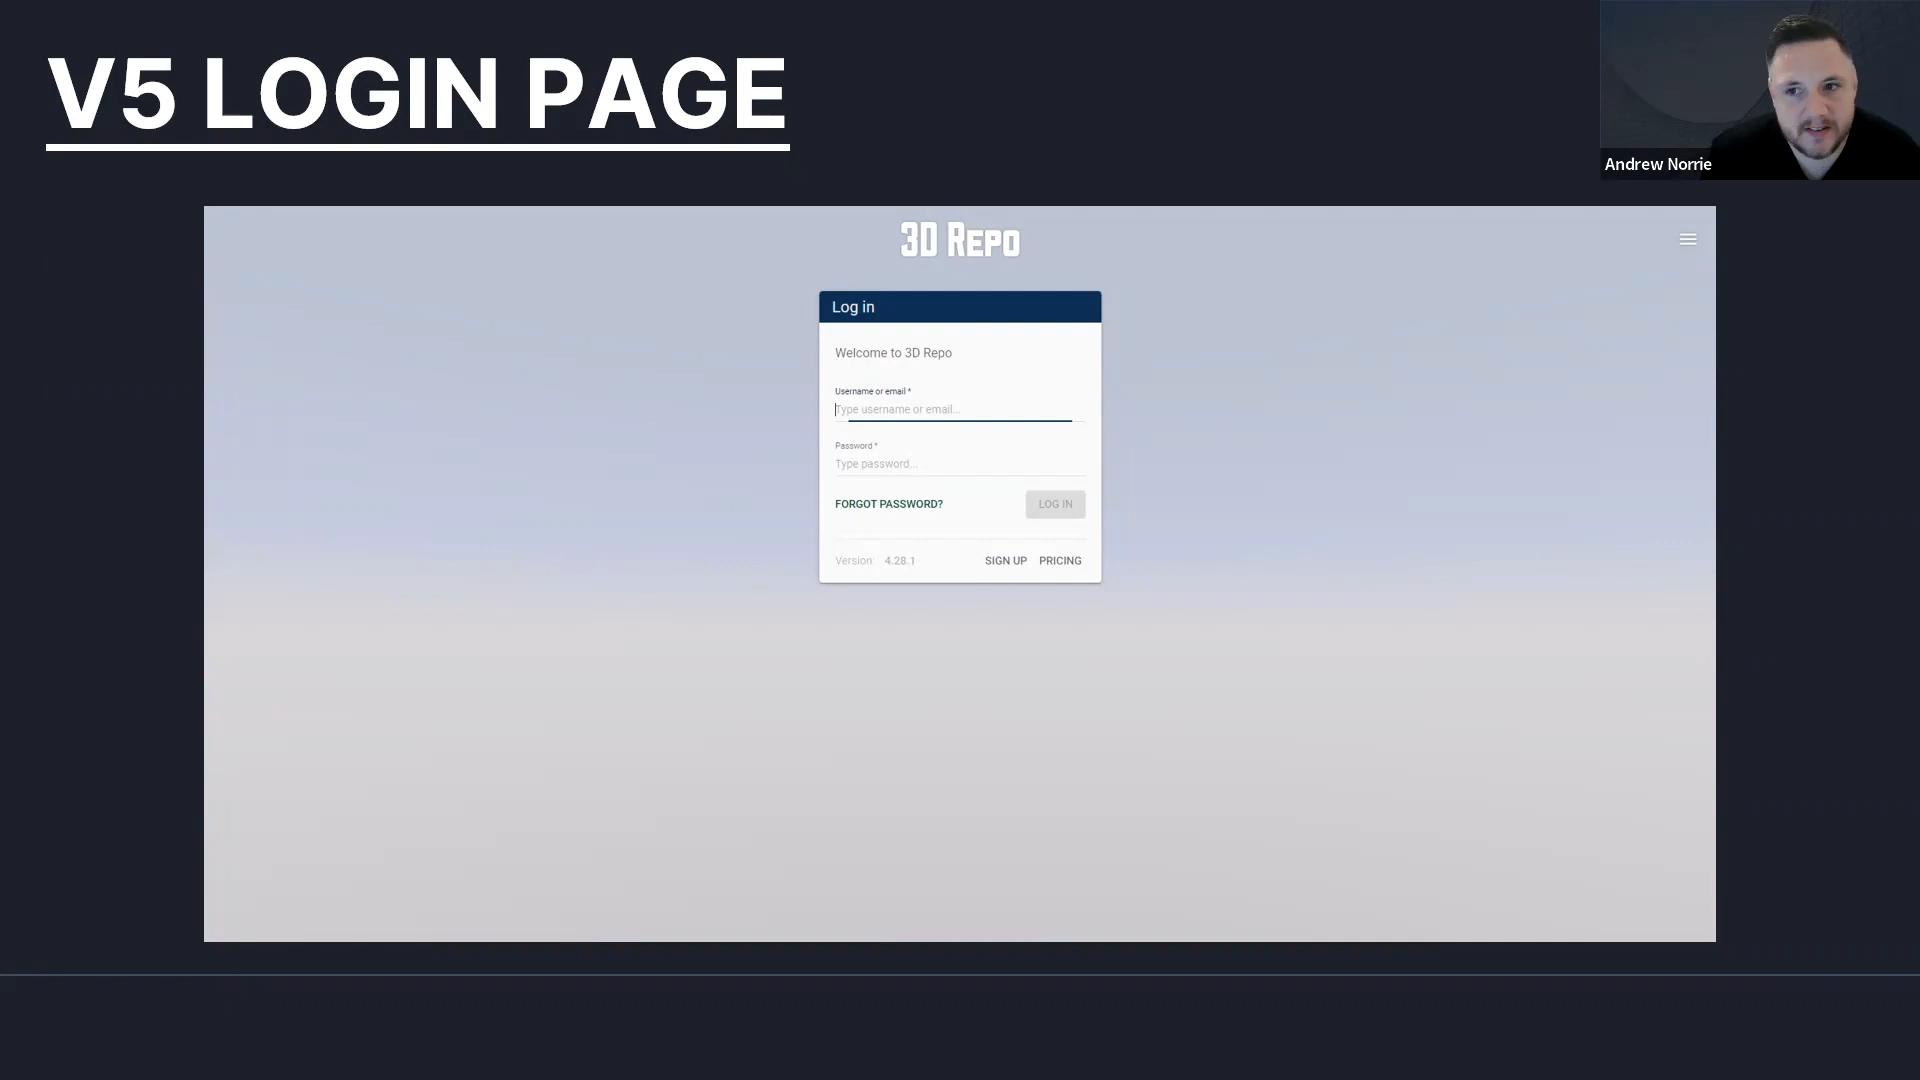 V5 LOGIN PAGE
Andrew Norrie
3D REPO
Log in
Welcome to 3D Repo
Username or email *
Type username or email...
Password *
Type password...
FORGOT PASSWORD?
LOG IN
Version: 4.28.1
SIGN UP
PRICING